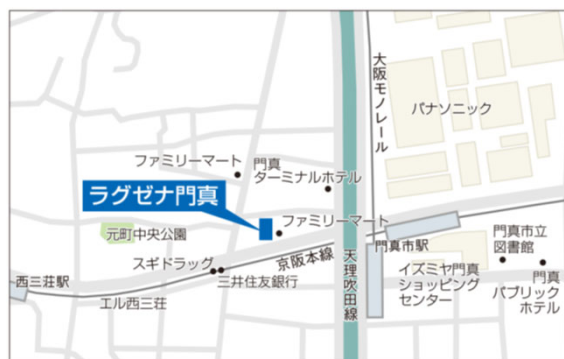 大阪モノレール
パナソニック
ファミリーマート
門真
ターミナルホテル
ラグゼナ門真
ファミリーマート
元町中央公園
京阪本線
門真市駅
門真市立
図書館
スギドラッグ
三井住友銀行
天理吹田線
イズミヤ門真
ショッピング
センター
門真
パブリック
ホテル
西三荘駅
エル西三荘